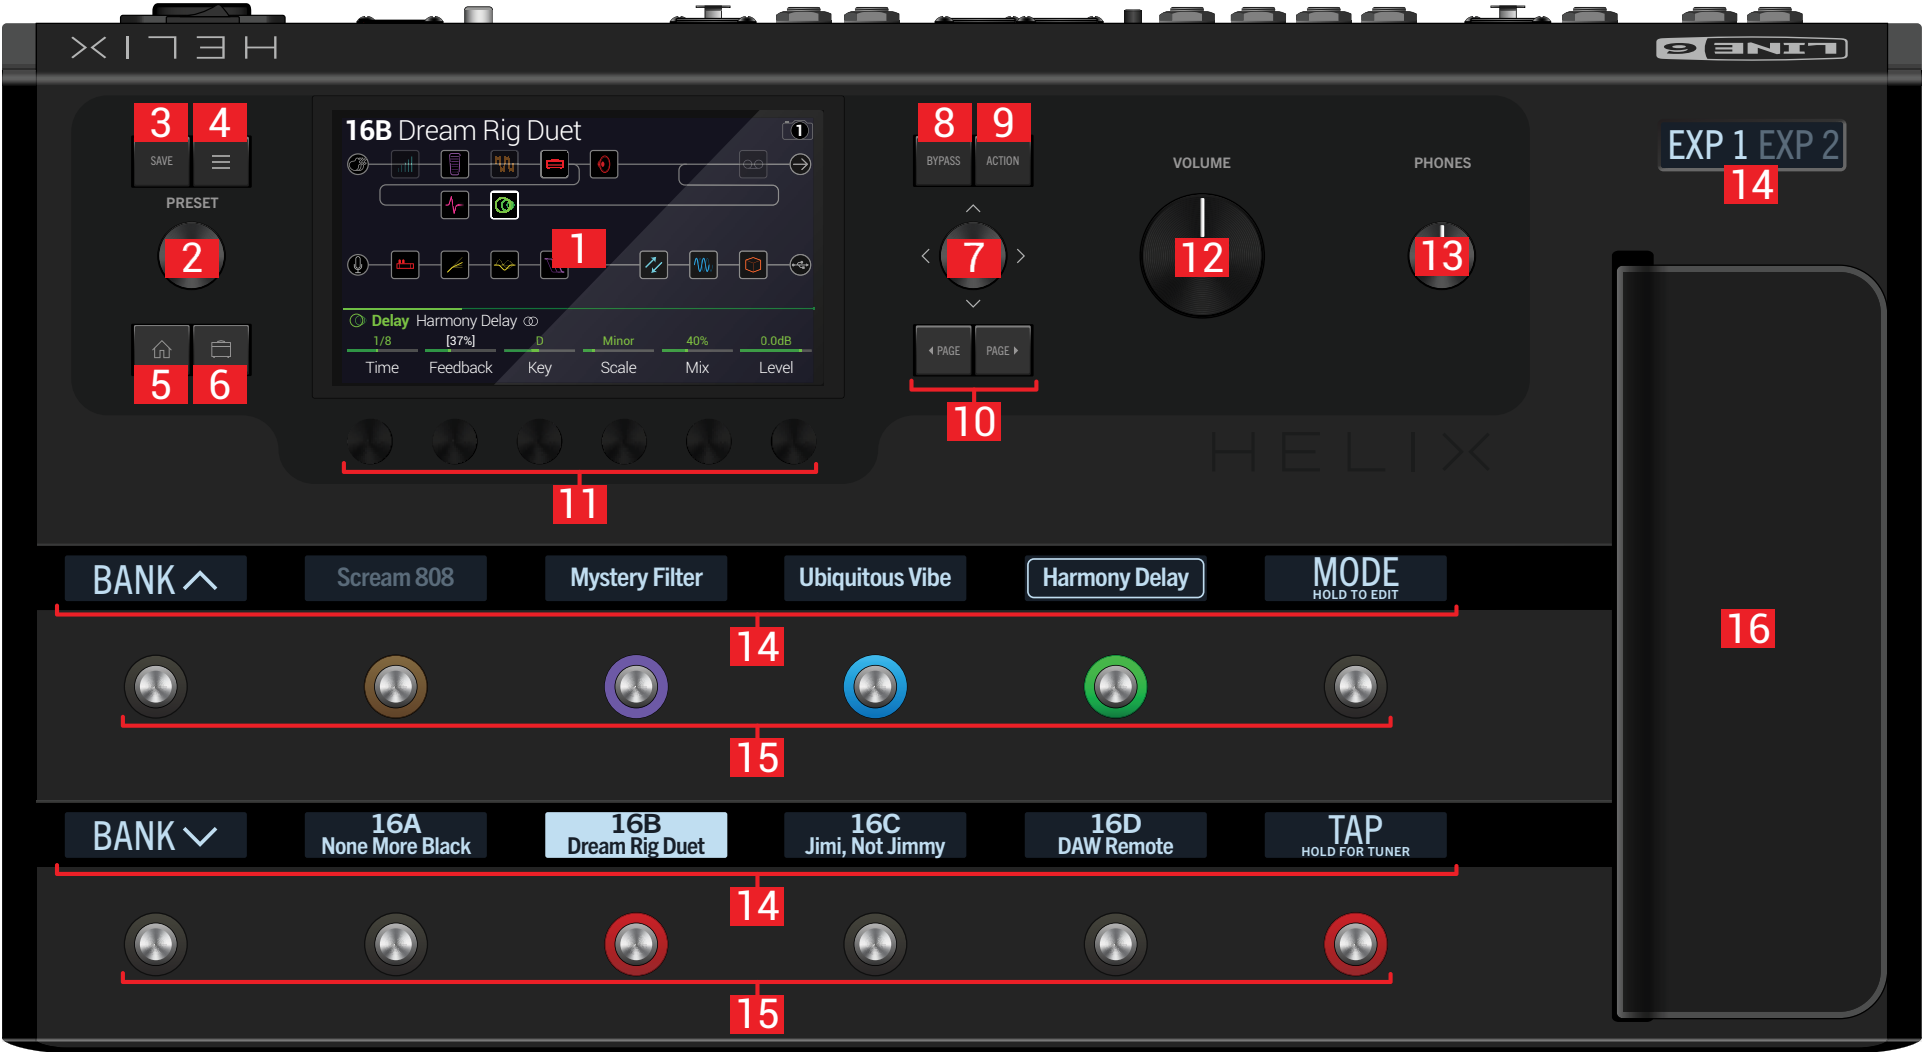 HELIX
LINE 6
3
4
SAVE
PRESET
2
5
6
16B Dream Rig Duet
1
1
Delay Harmony Delay
1/8 [37%] D Minor 40% 0.0dB
Time Feedback Key Scale Mix Level
11
8
9
BYPASS
ACTION
7
PAGE
PAGE
10
VOLUME
12
PHONES
13
EXP 1 EXP 2
14
HELIX
BANK
Scream 808
Mystery Filter
Ubiquitous Vibe
Harmony Delay
MODE
HOLD TO EDIT
14
15
16
BANK
16A
None More Black
16B
Dream Rig Duet
16C
Jimi, Not Jimmy
16D
DAW Remote
TAP
HOLD FOR TUNER
14
15